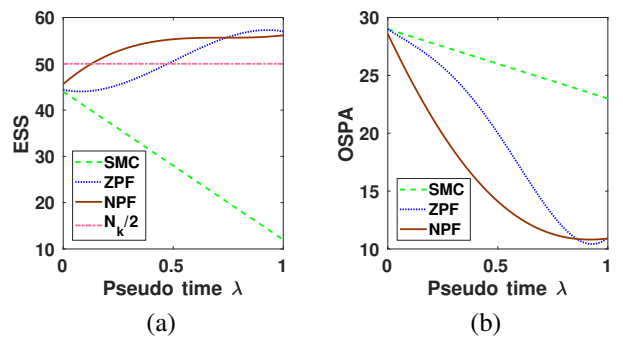 60
50
40
30
20
10
ESS
SMC
ZPF
NPF
N_k/2
0
0.5
1
Pseudo time λ
(a)
30
25
20
15
10
OSPA
SMC
ZPF
NPF
0
0.5
1
Pseudo time λ
(b)